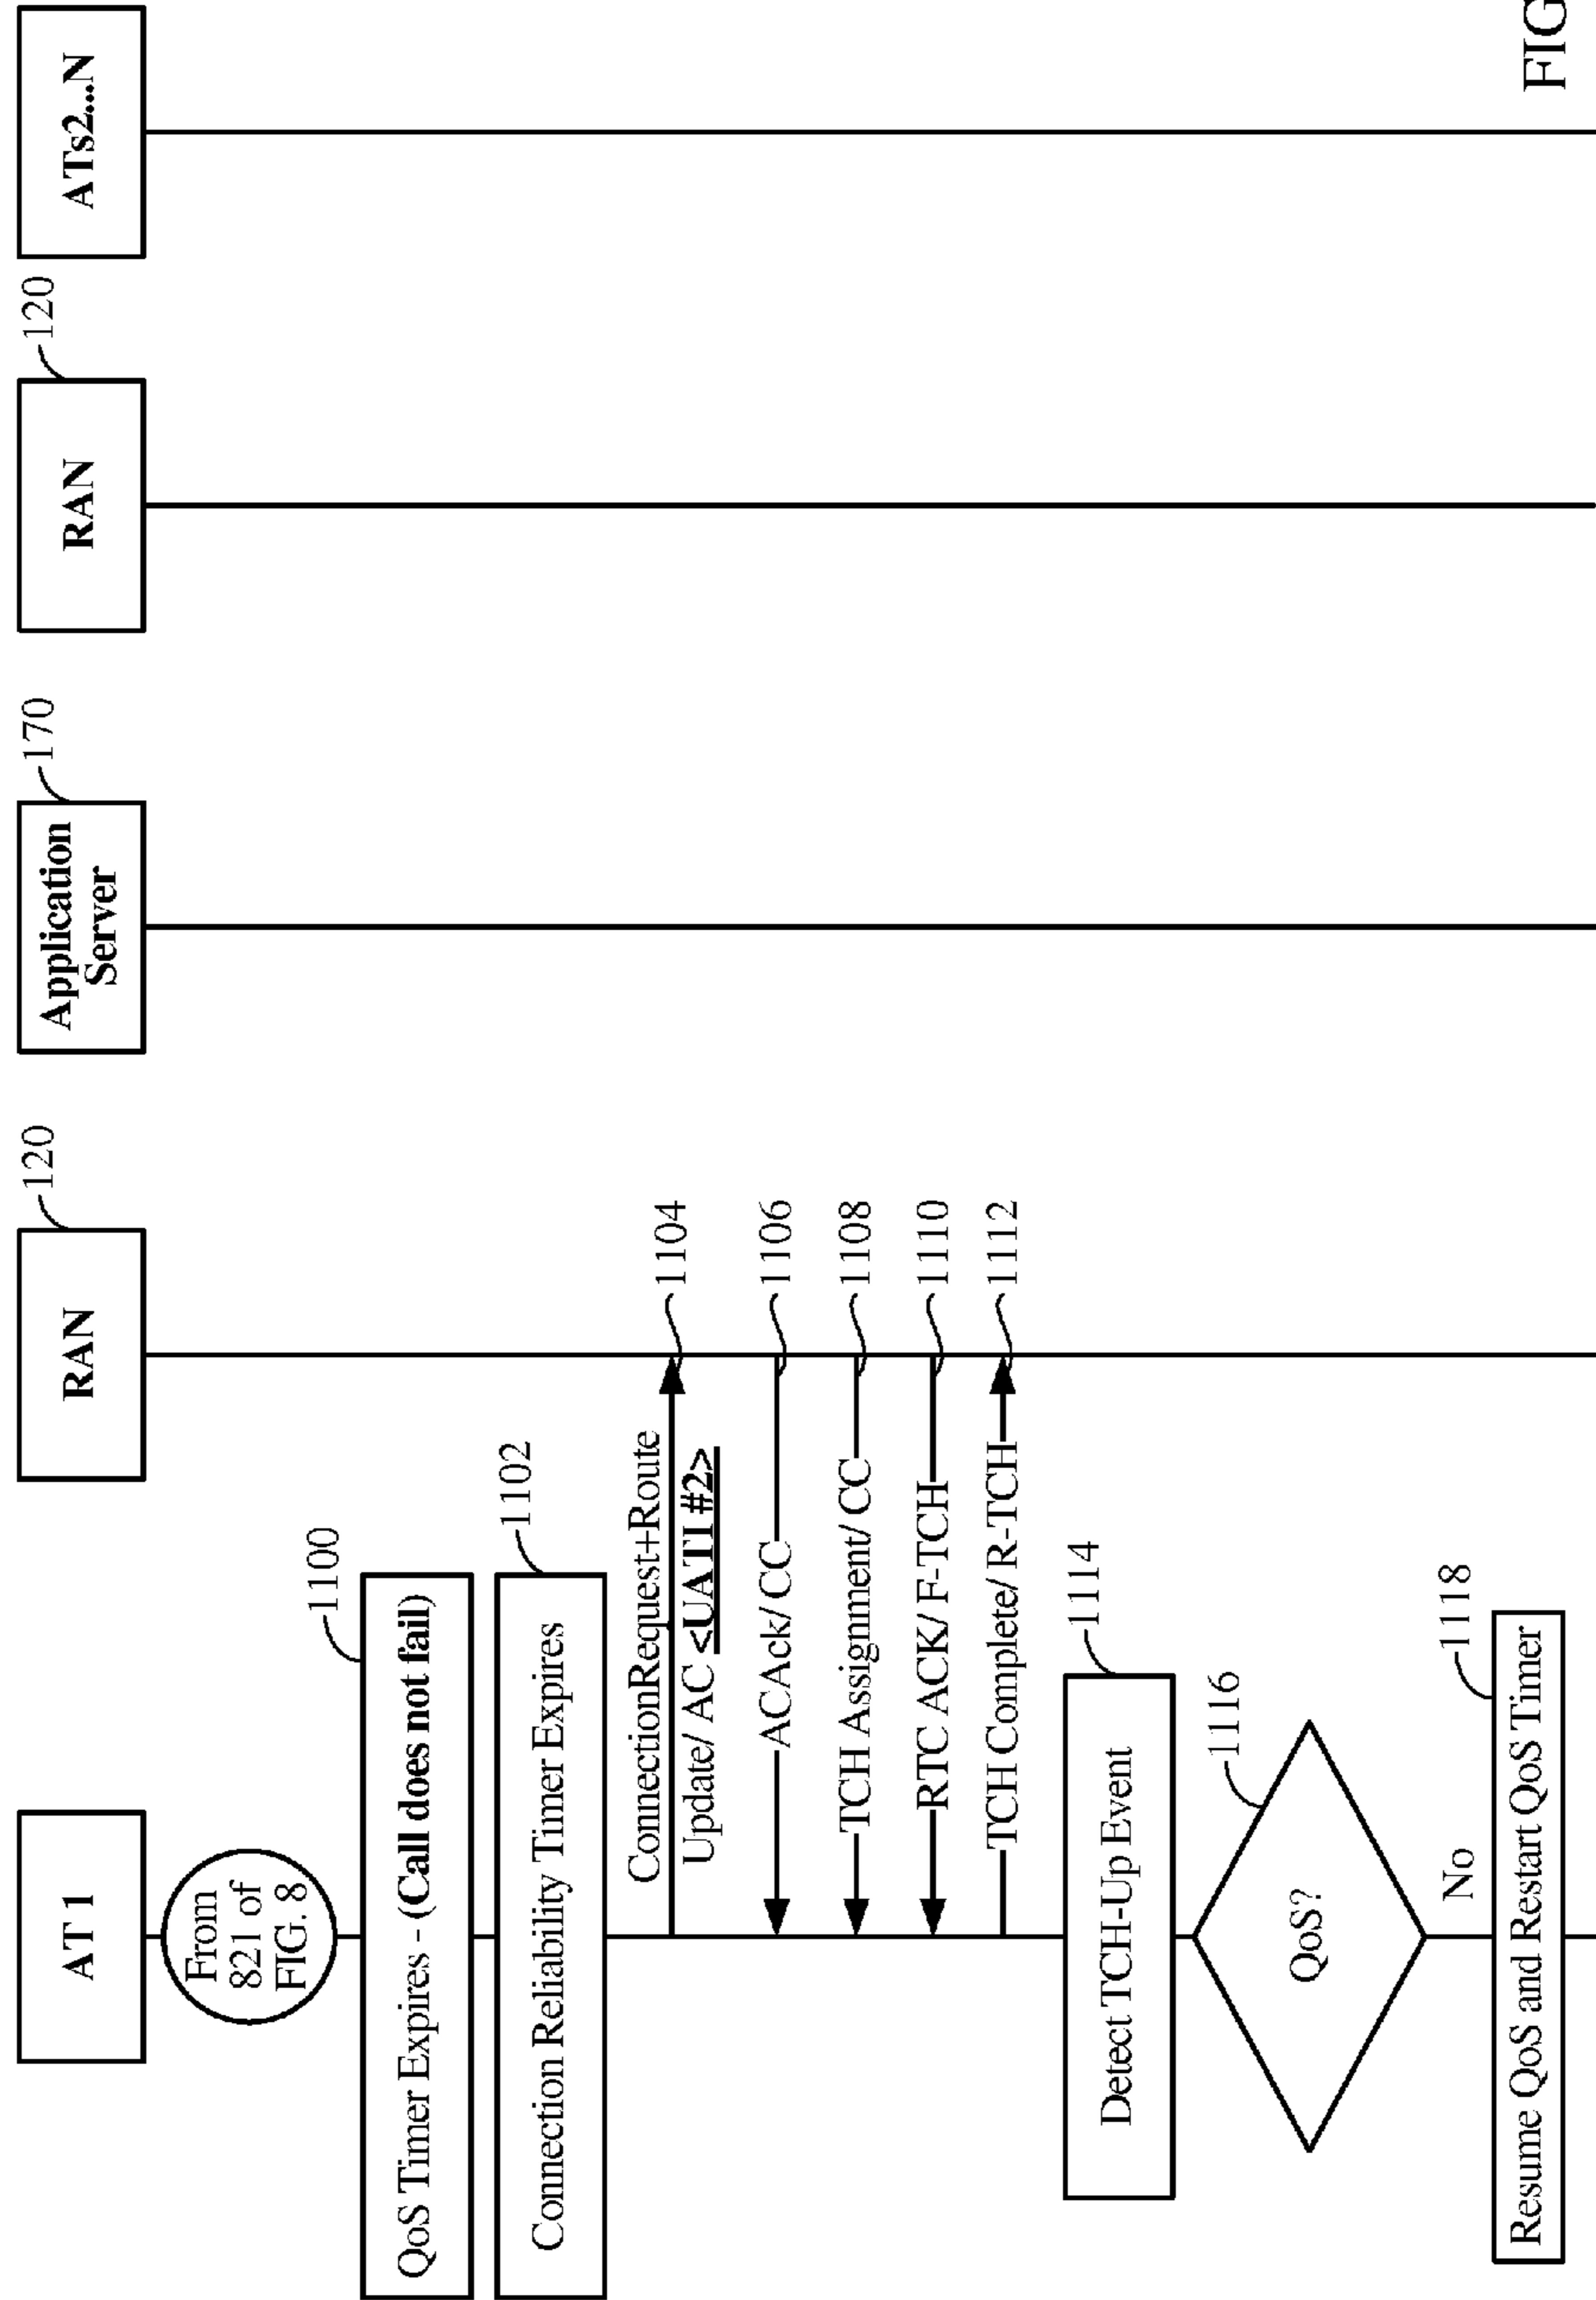 AT 1
RAN
120
Application
Server
170
RAN
120
ATs2...N
From
821 of
FIG. 8
1100
QoS Timer Expires - (Call does not fail)
1102
Connection Reliability Timer Expires
ConnectionRequest+Route
Update/ AC <UATI #2>
1104
ACAck/ CC
1106
TCH Assignment/ CC
1108
RTC ACK/ F-TCH
1110
TCH Complete/ R-TCH
1112
1114
Detect TCH-Up Event
1116
QoS?
No
1118
Resume QoS and Restart QoS Timer
FIG